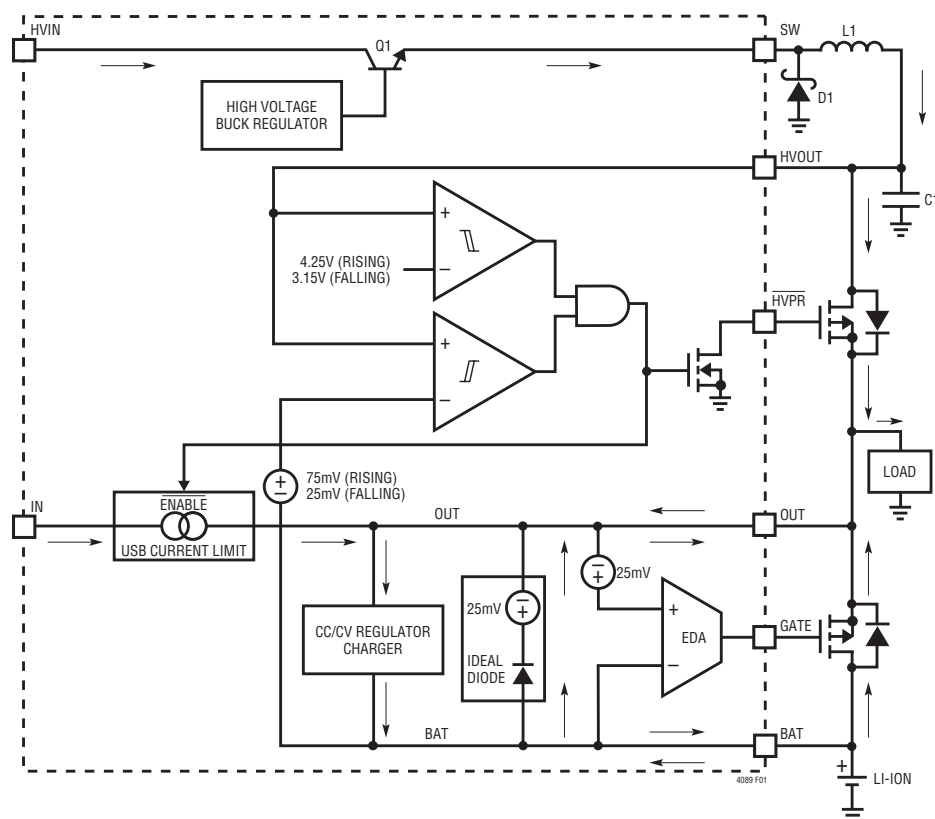 HVIN
SW
L1
Q1
D1
HIGH VOLTAGE
BUCK REGULATOR
HVOUT
+
4.25V (RISING)
3.15V (FALLING)
−
HVPR
+
−
+
−
75mV (RISING)
25mV (FALLING)
LOAD
IN
ENABLE
USB CURRENT LIMIT
OUT
OUT
−
+
25mV
25mV
−
+
+
EDA
−
GATE
CC/CV REGULATOR
CHARGER
IDEAL
DIODE
BAT
BAT
4089 F01
+
LI-ION